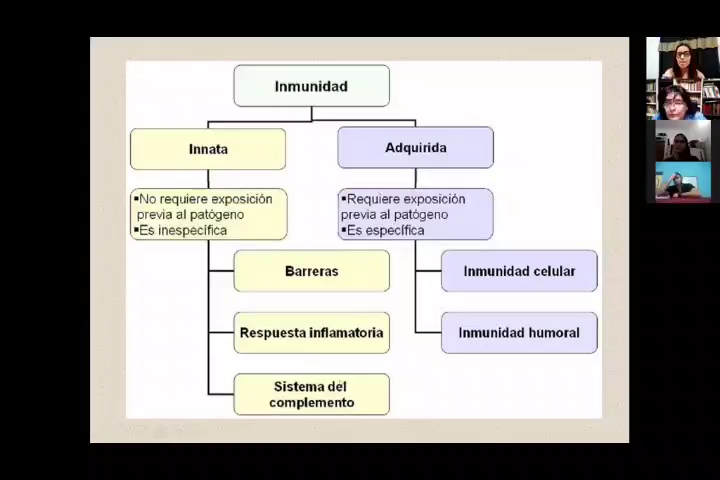 Inmunidad
Innata
Adquirida
▪No requiere exposición
previa al patógeno
▪Es inespecífica
▪Requiere exposición
previa al patógeno
▪Es específica
Barreras
Inmunidad celular
Respuesta inflamatoria
Inmunidad humoral
Sistema del
complemento